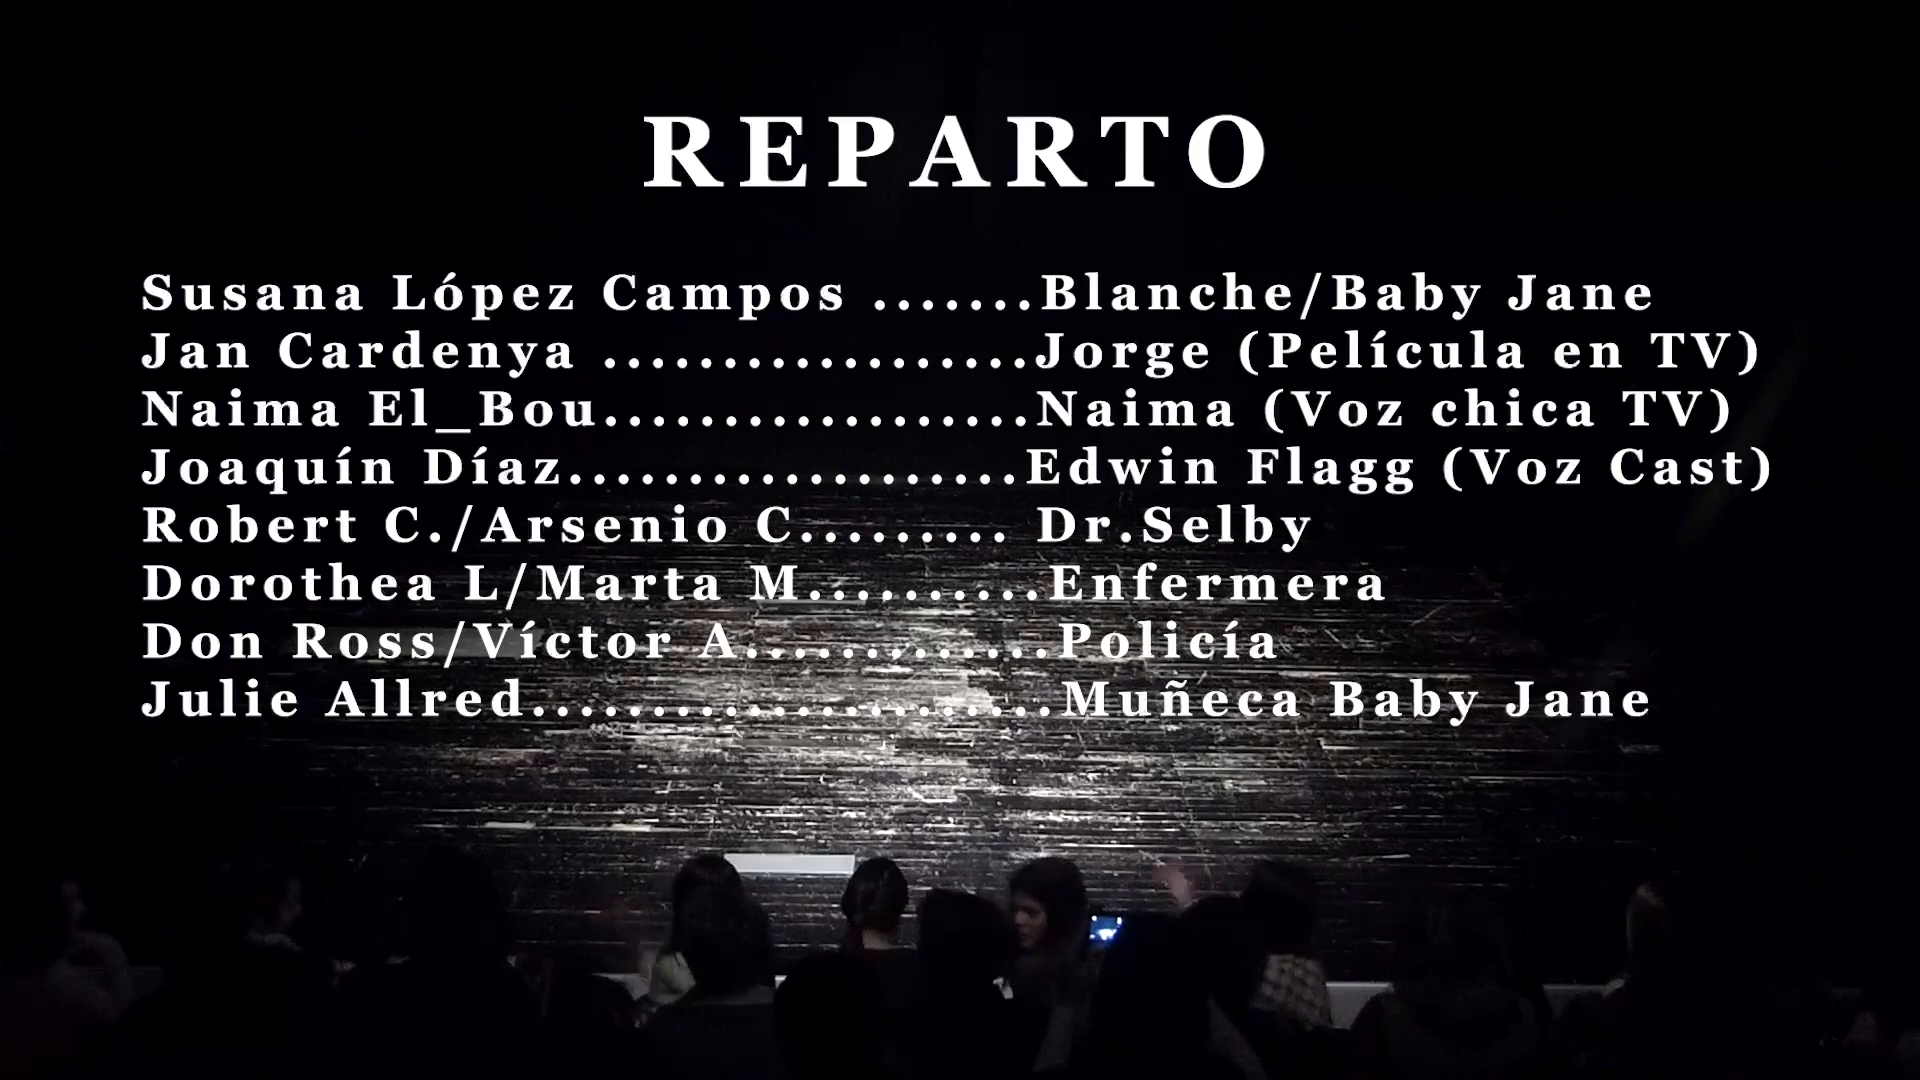 REPARTO
Susana López Campos .......Blanche/Baby Jane
Jan Cardenya ..................Jorge (Película en TV)
Naima El_Bou..................Naima (Voz chica TV)
Joaquín Díaz...................Edwin Flagg (Voz Cast)
Robert C./Arsenio C......... Dr.Selby
Dorothea L/Marta M..........Enfermera
Don Ross/Víctor A.............Policía
Julie Allred......................Muñeca Baby Jane